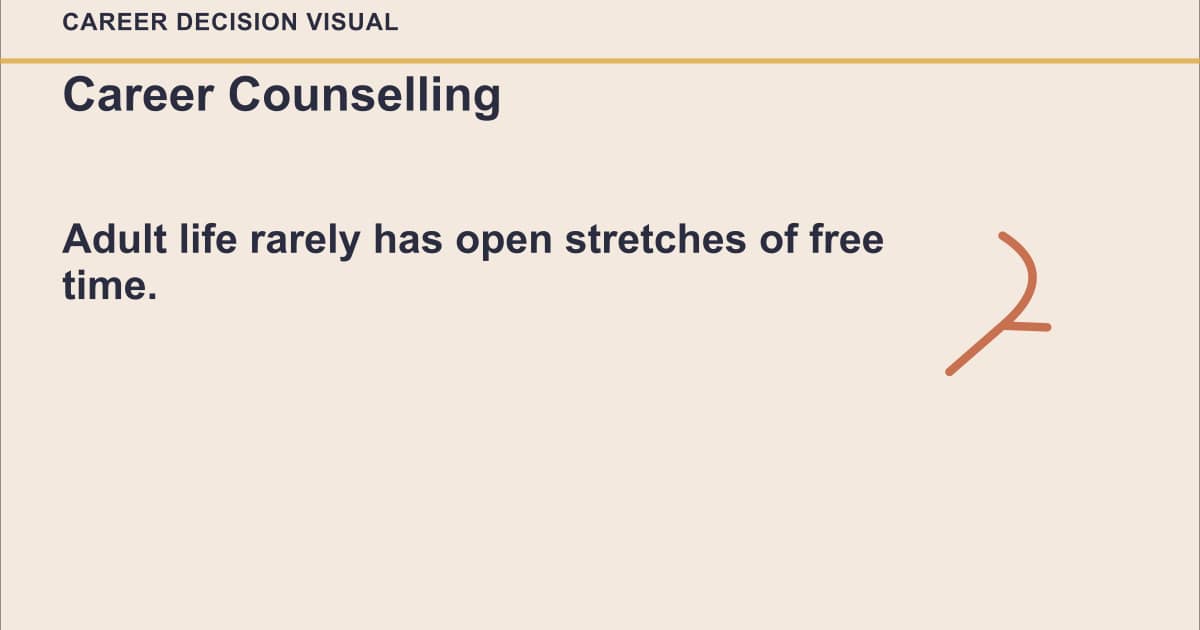 CAREER DECISION VISUAL
Career Counselling
Adult life rarely has open stretches of free
time.